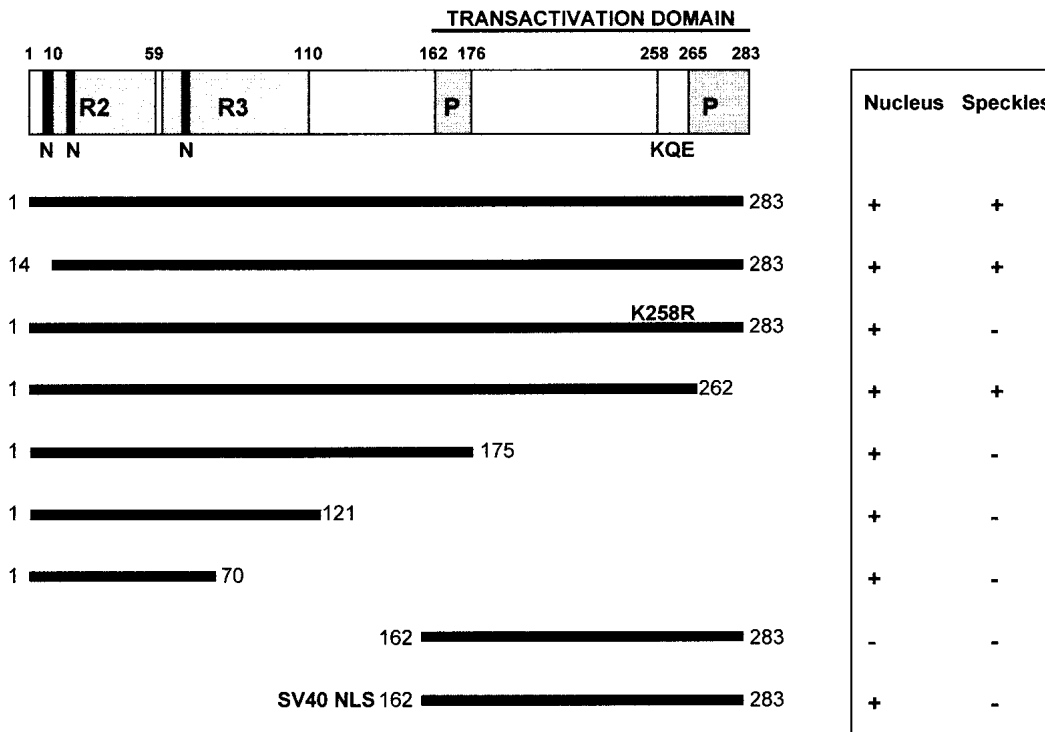 TRANSACTIVATION DOMAIN
1 10 59 110 162 176 258 265 283
R2 R3 P P
N N N KQE
Nucleus Speckles
1 283 + +
14 283 + +
K258R
1 283 + -
1 262 + +
1 175 + -
1 121 + -
1 70 + -
162 283 - -
SV40 NLS 162 283 + -